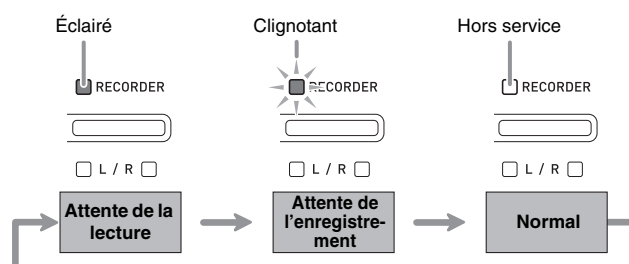 Éclairé
Clignotant
Hors service
RECORDER
RECORDER
RECORDER
L / R
L / R
L / R
Attente de la
lecture
Attente de
l'enregistre-
ment
Normal